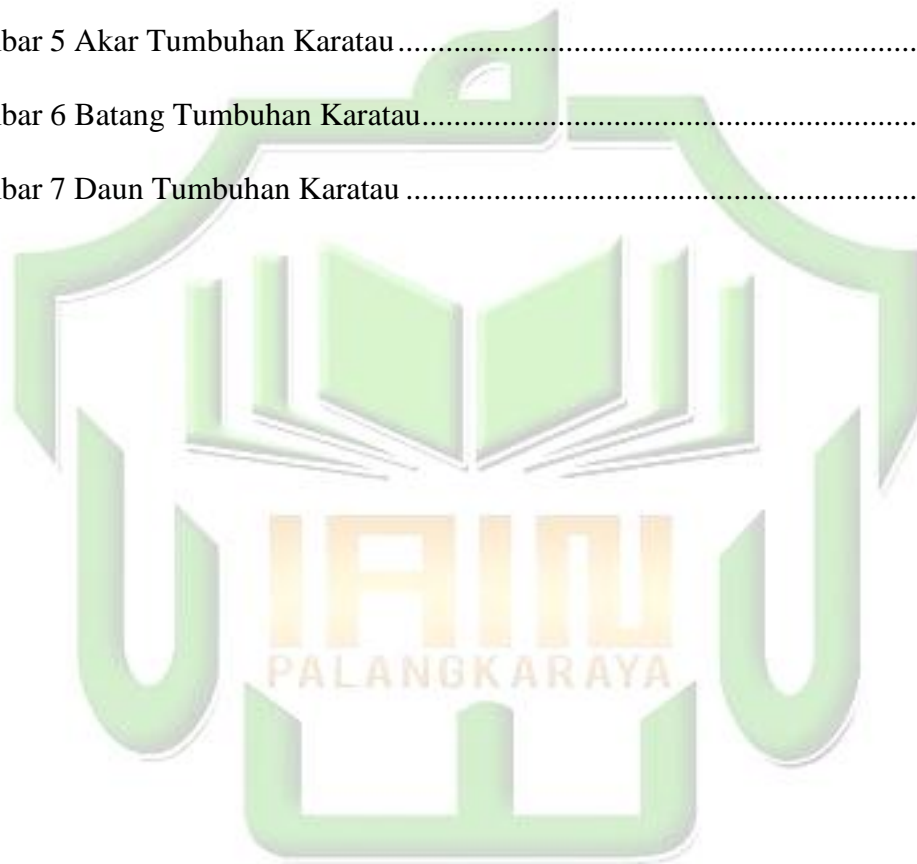 bar 5 Akar Tumbuhan Karatau........................................................................
bar 6 Batang Tumbuhan Karatau.....................................................................
bar 7 Daun Tumbuhan Karatau .......................................................................
IAIN
PALANGKARAYA